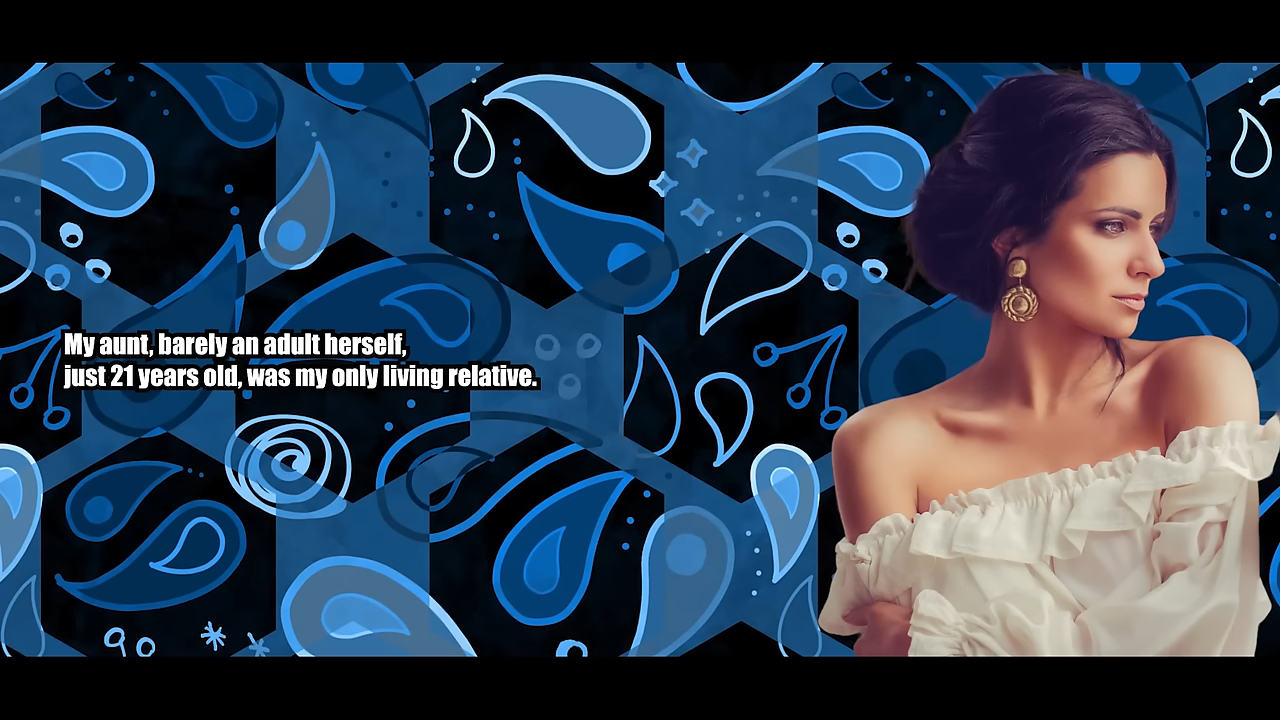 My aunt, barely an adult herself,
just 21 years old, was my only living relative.